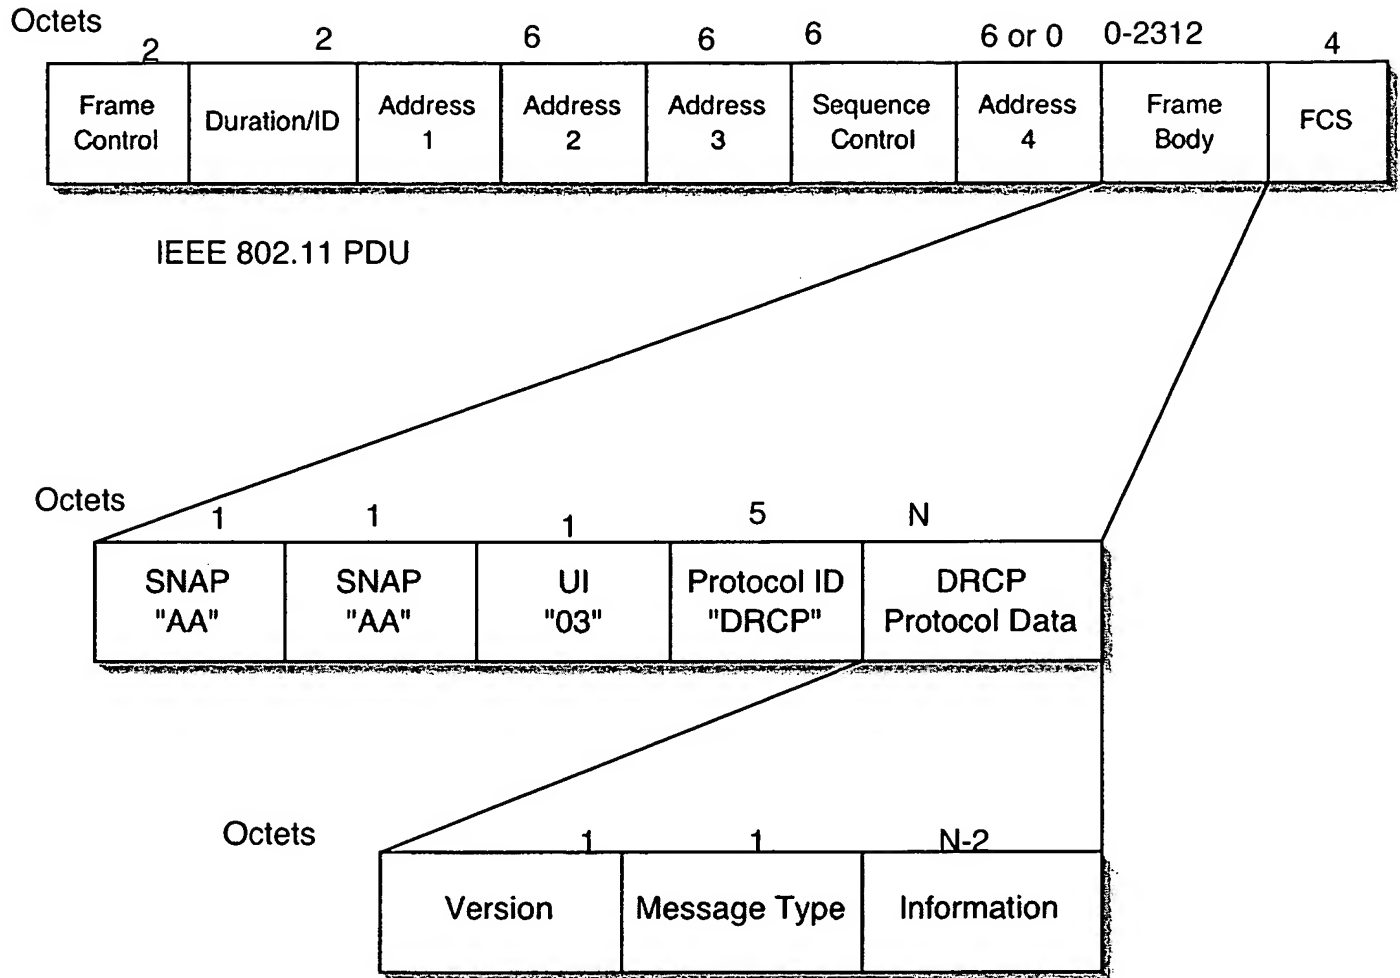 Octets
2 2 6 6 6 6 or 0 0-2312 4
Frame Control
Duration/ID
Address 1
Address 2
Address 3
Sequence Control
Address 4
Frame Body
FCS
IEEE 802.11 PDU
Octets
1 1 1 5 N
SNAP "AA"
SNAP "AA"
UI "03"
Protocol ID "DRCP"
DRCP Protocol Data
Octets
1 1 N-2
Version
Message Type
Information